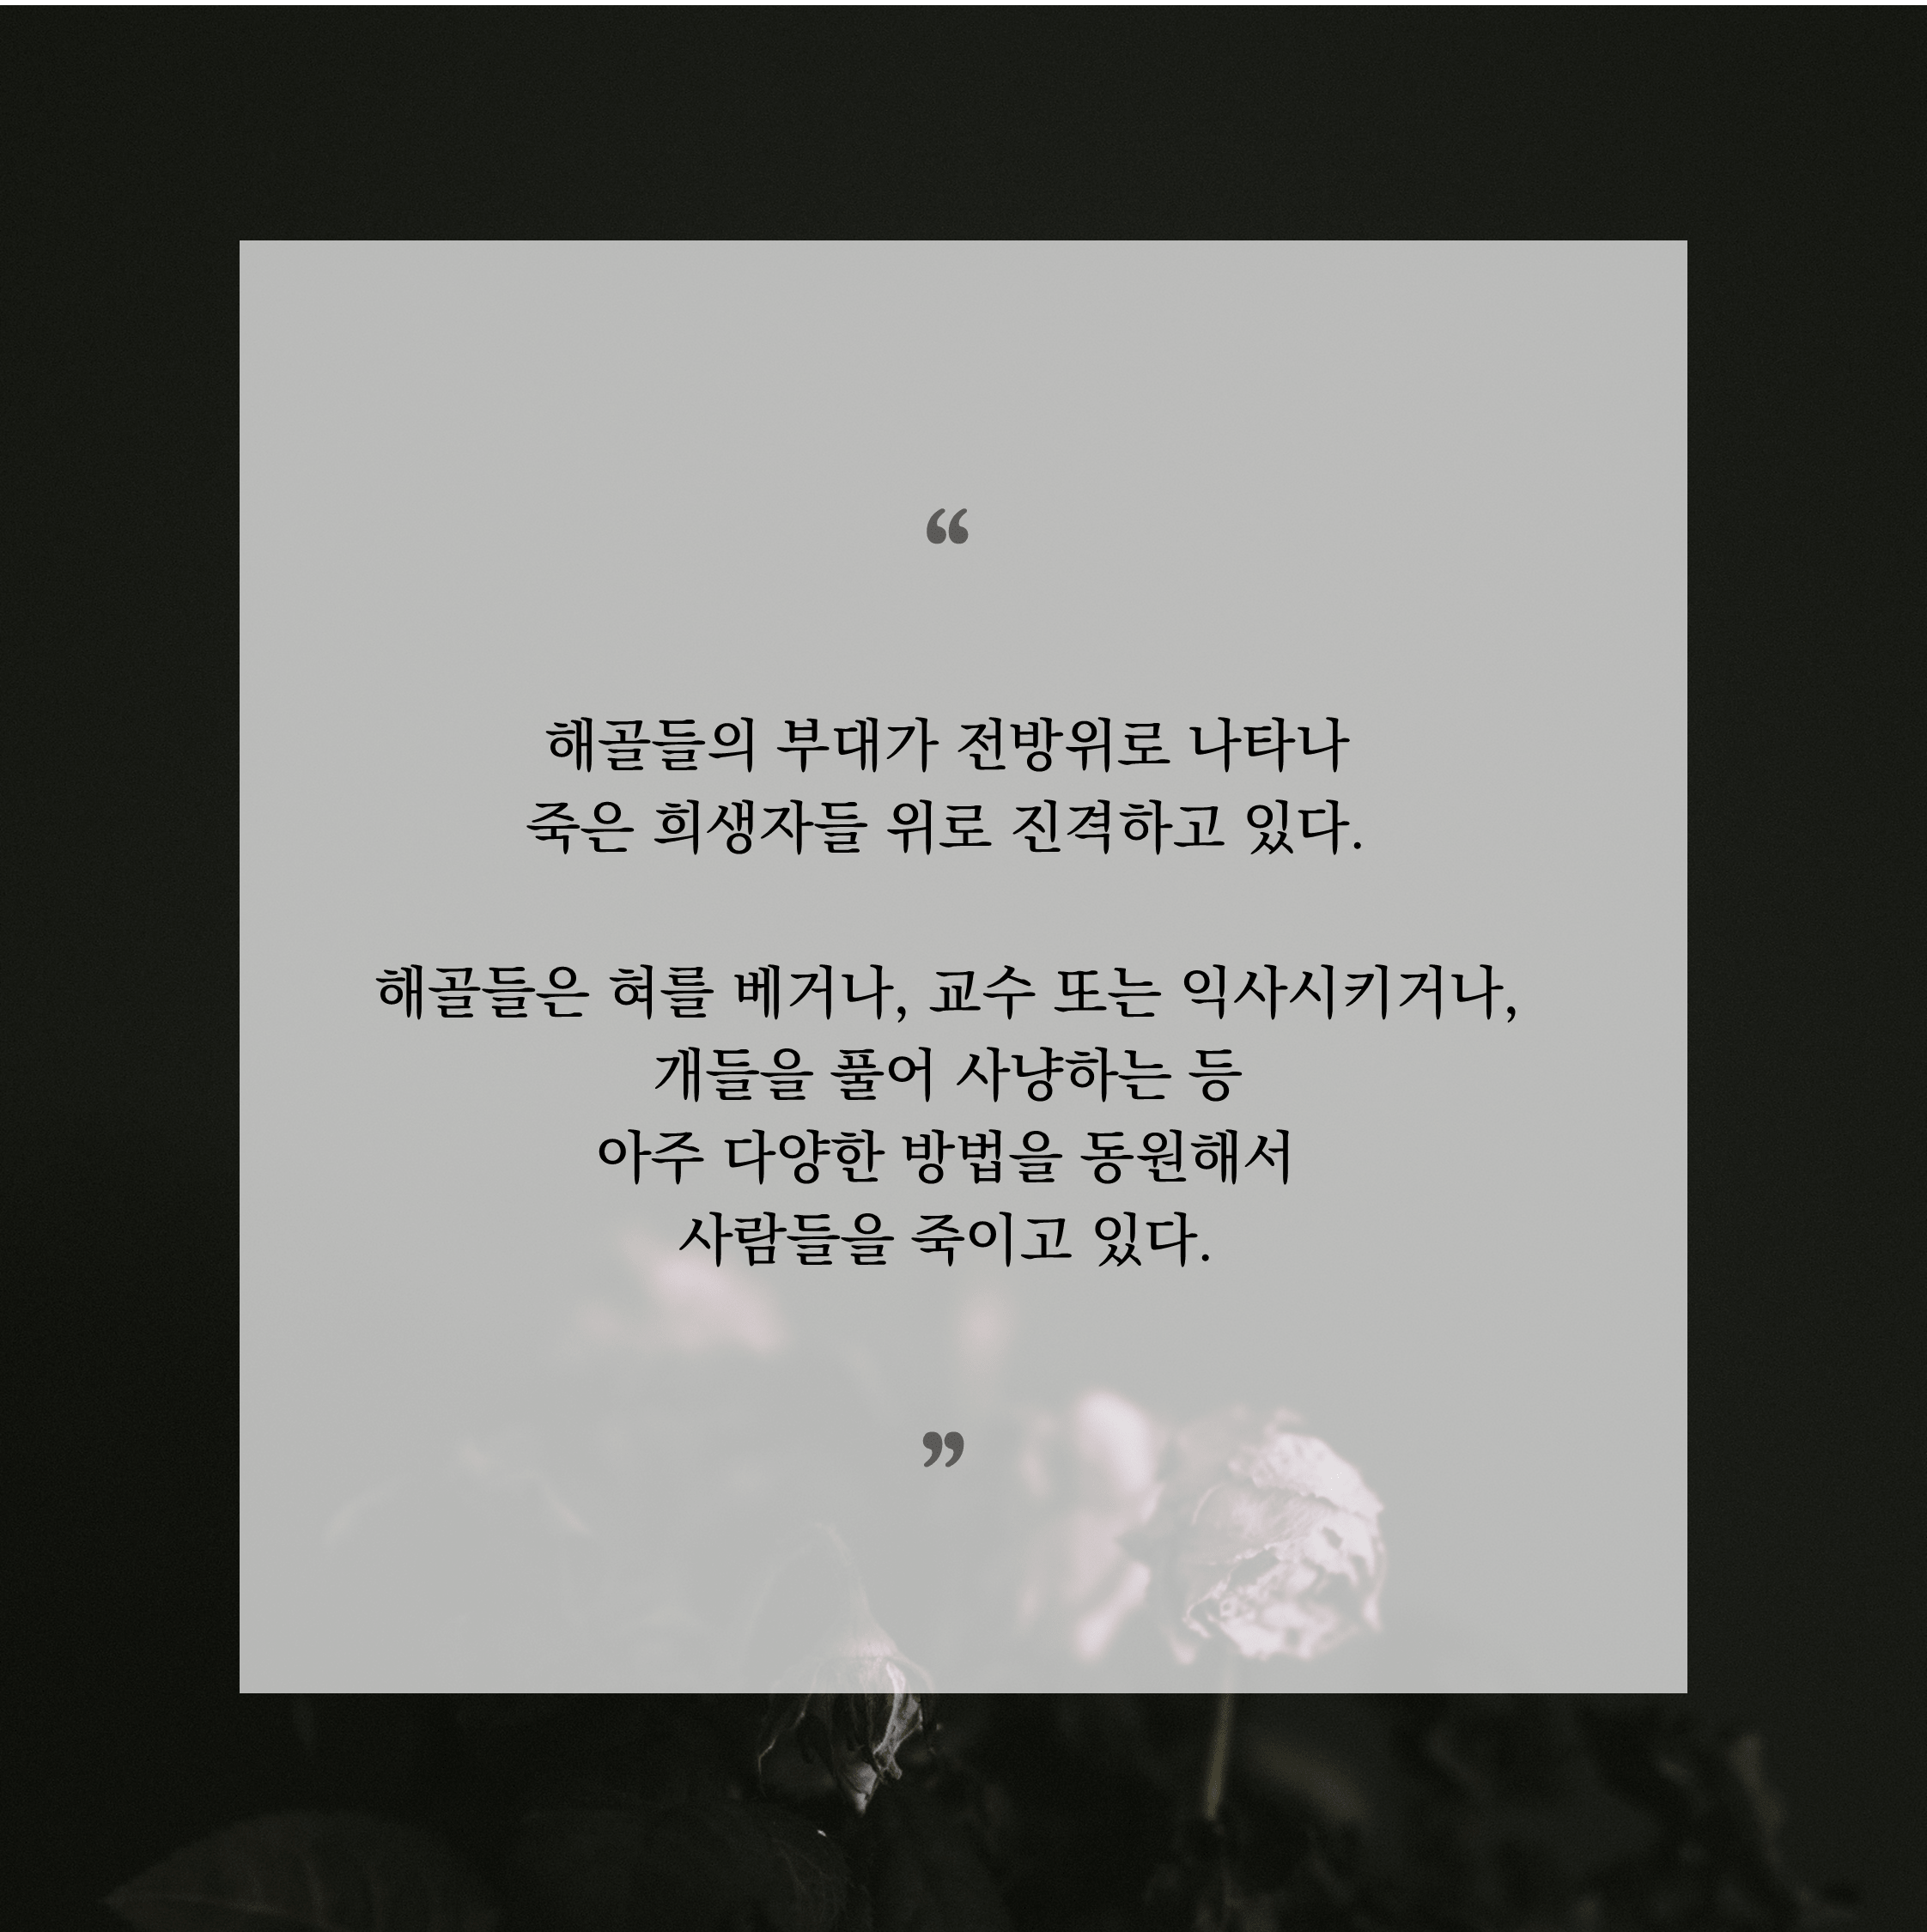 “
해골들의 부대가 전방위로 나타나
죽은 희생자들 위로 진격하고 있다.
해골들은 혀를 베거나, 교수 또는 익사시키거나,
개들을 풀어 사냥하는 등
아주 다양한 방법을 동원해서
사람들을 죽이고 있다.
”